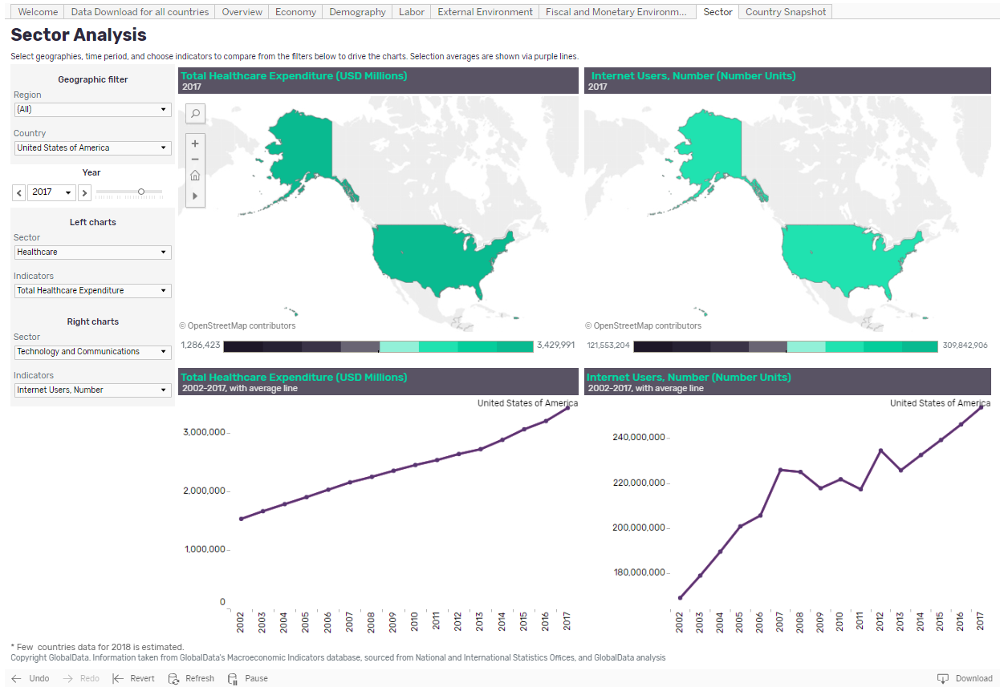 Welcome
Data Download for all countries
Overview
Economy
Demography
Labor
External Environment
Fiscal and Monetary Environm...
Sector
Country Snapshot
Sector Analysis
Select geographies, time period, and choose indicators to compare from the filters below to drive the charts. Selection averages are shown via purple lines.
Geographic filter
Region
(All)
Country
United States of America
Year
2017
Left charts
Sector
Healthcare
Indicators
Total Healthcare Expenditure
Right charts
Sector
Technology and Communications
Indicators
Internet Users, Number
Total Healthcare Expenditure (USD Millions)
2017
© OpenStreetMap contributors
1,286,423
3,429,991
Internet Users, Number (Number Units)
2017
© OpenStreetMap contributors
121,553,204
309,842,906
Total Healthcare Expenditure (USD Millions)
2002-2017, with average line
United States of America
3,000,000
2,000,000
1,000,000
0
2002
2003
2004
2005
2006
2007
2008
2009
2010
2011
2012
2013
2014
2015
2016
2017
Internet Users, Number (Number Units)
2002-2017, with average line
United States of America
240,000,000
220,000,000
200,000,000
180,000,000
2002
2003
2004
2005
2006
2007
2008
2009
2010
2011
2012
2013
2014
2015
2016
2017
* Few countries data for 2018 is estimated.
Copyright GlobalData. Information taken from GlobalData's Macroeconomic Indicators database, sourced from National and International Statistics Offices, and GlobalData analysis
Undo
Redo
Revert
Refresh
Pause
Download